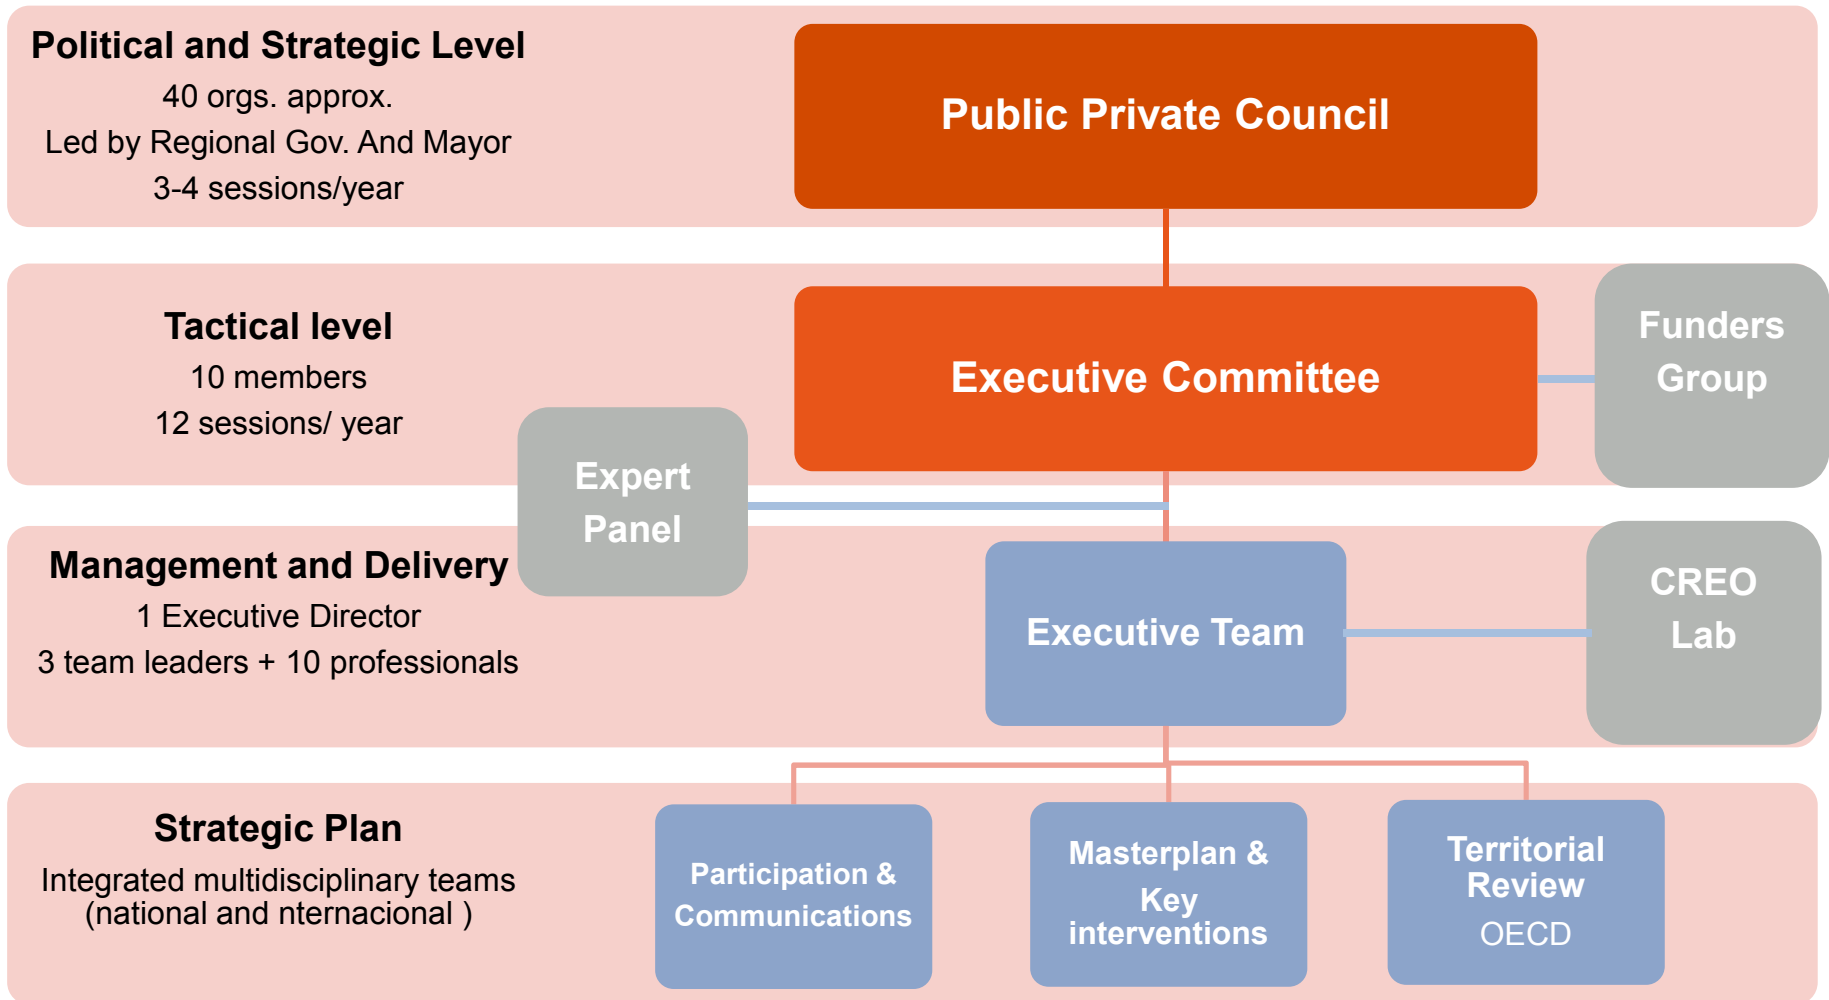 Political and Strategic Level
40 orgs. approx.
Led by Regional Gov. And Mayor
3-4 sessions/year
Public Private Council
Tactical level
10 members
12 sessions/ year
Executive Committee
Funders
Group
Expert
Panel
Management and Delivery
1 Executive Director
3 team leaders + 10 professionals
Executive Team
CREO
Lab
Strategic Plan
Integrated multidisciplinary teams
(national and nternacional )
Participation &
Communications
Masterplan &
Key
interventions
Territorial
Review
OECD